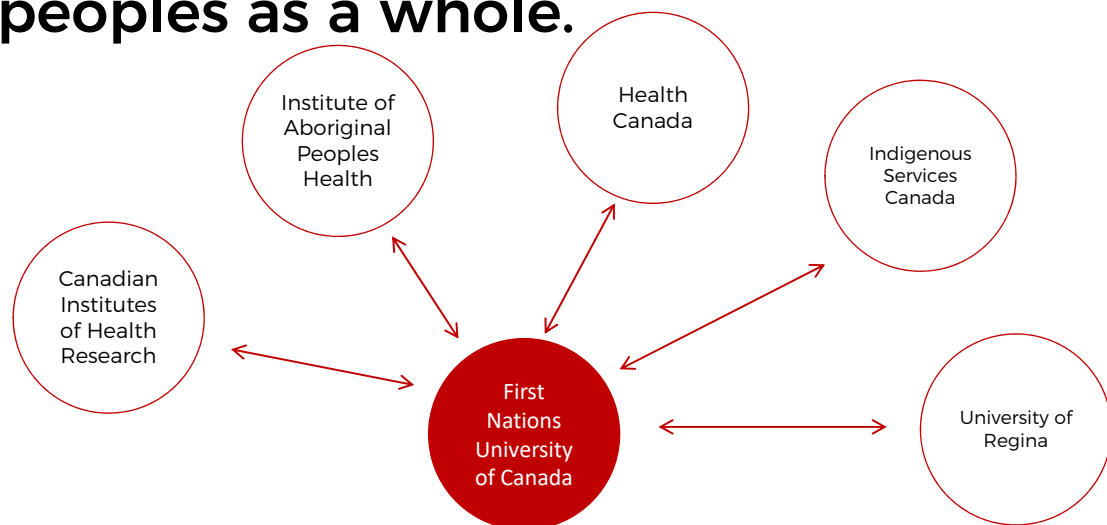 peoples as a whole.
Institute of
Aboriginal
Peoples
Health
Health
Canada
Indigenous
Services
Canada
Canadian
Institutes
of Health
Research
First
Nations
University
of Canada
University of
Regina